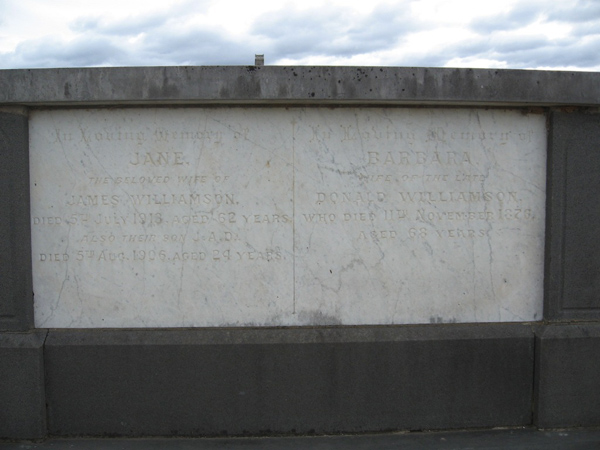 In Loving Memory of
JANE.
THE BELOVED WIFE OF
JAMES WILLIAMSON.
DIED 5TH JULY 1916. AGED 62 YEARS.
ALSO THEIR SON J.A.D.
DIED 5TH AUG. 1906. AGED 24 YEARS.
In Loving Memory of
BARBARA.
WIFE OF THE LATE
DONALD WILLIAMSON.
WHO DIED 11TH NOVEMBER 1876.
AGED 68 YEARS.